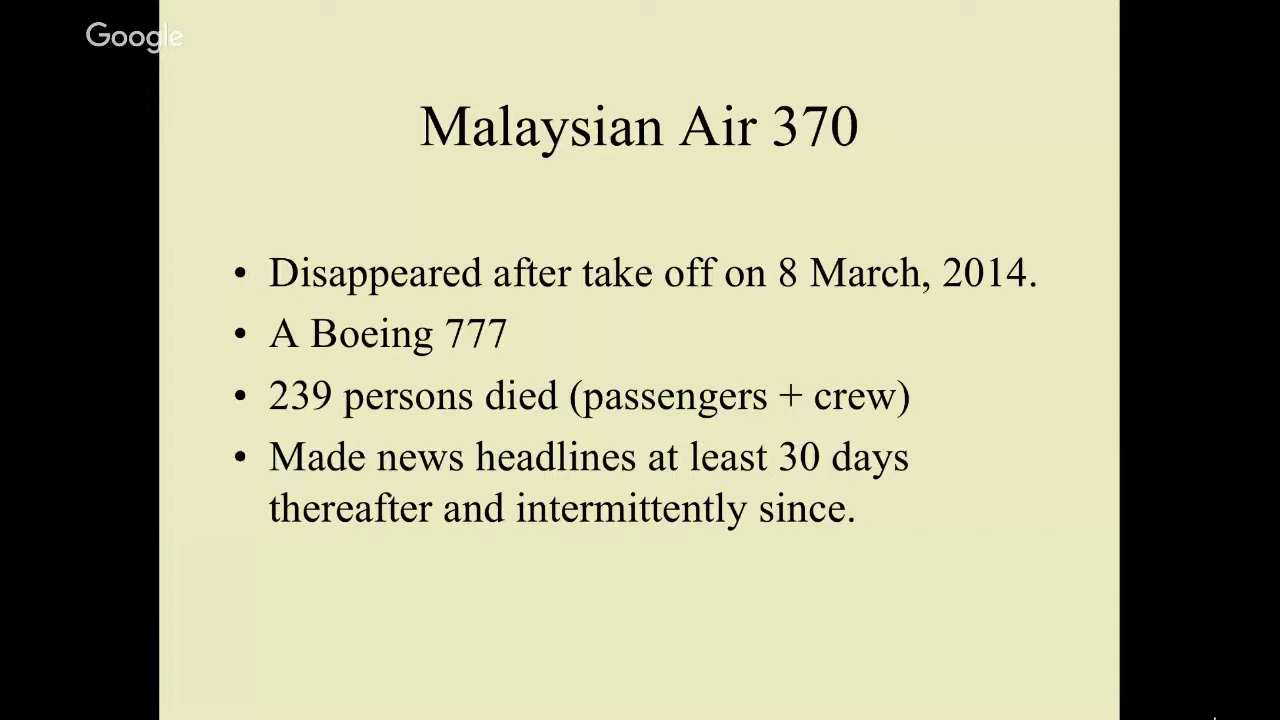 Google
Malaysian Air 370
• Disappeared after take off on 8 March, 2014.
• A Boeing 777
• 239 persons died (passengers + crew)
• Made news headlines at least 30 days
thereafter and intermittently since.